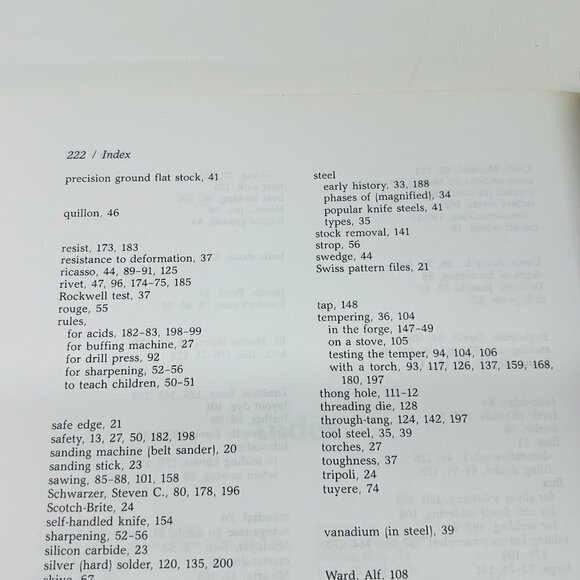 222 / Index
precision ground flat stock, 41
quillon, 46
resist, 173, 183
resistance to deformation, 37
ricasso, 44, 89-91, 125
rivet, 47, 96, 174-75, 185
Rockwell test, 37
rouge, 55
rules,
for acids, 182-83, 198-99
for buffing machine, 27
for drill press, 92
for sharpening, 52-56
to teach children, 50-51
safe edge, 21
safety, 13, 27, 50, 182, 198
sanding machine (belt sander), 20
sanding stick, 23
sawing, 85-88, 101, 158
Schwarzer, Steven C., 80, 178, 196
Scotch-Brite, 24
self-handled knife, 154
sharpening, 52-56
silicon carbide, 23
silver (hard) solder, 120, 135, 200
skive, 67
steel
early history, 33, 188
phases of (magnified), 34
popular knife steels, 41
types, 35
stock removal, 141
strop, 56
swedge, 44
Swiss pattern files, 21
tap, 148
tempering, 36, 104
in the forge, 147-49
on a stove, 105
testing the temper, 94, 104, 106
with a torch, 93, 117, 126, 137, 159, 168,
180, 197
thong hole, 111-12
threading die, 128
through-tang, 124, 142, 197
tool steel, 35, 39
torches, 27
toughness, 37
tripoli, 24
tuyere, 74
vanadium (in steel), 39
Ward, Alf, 108